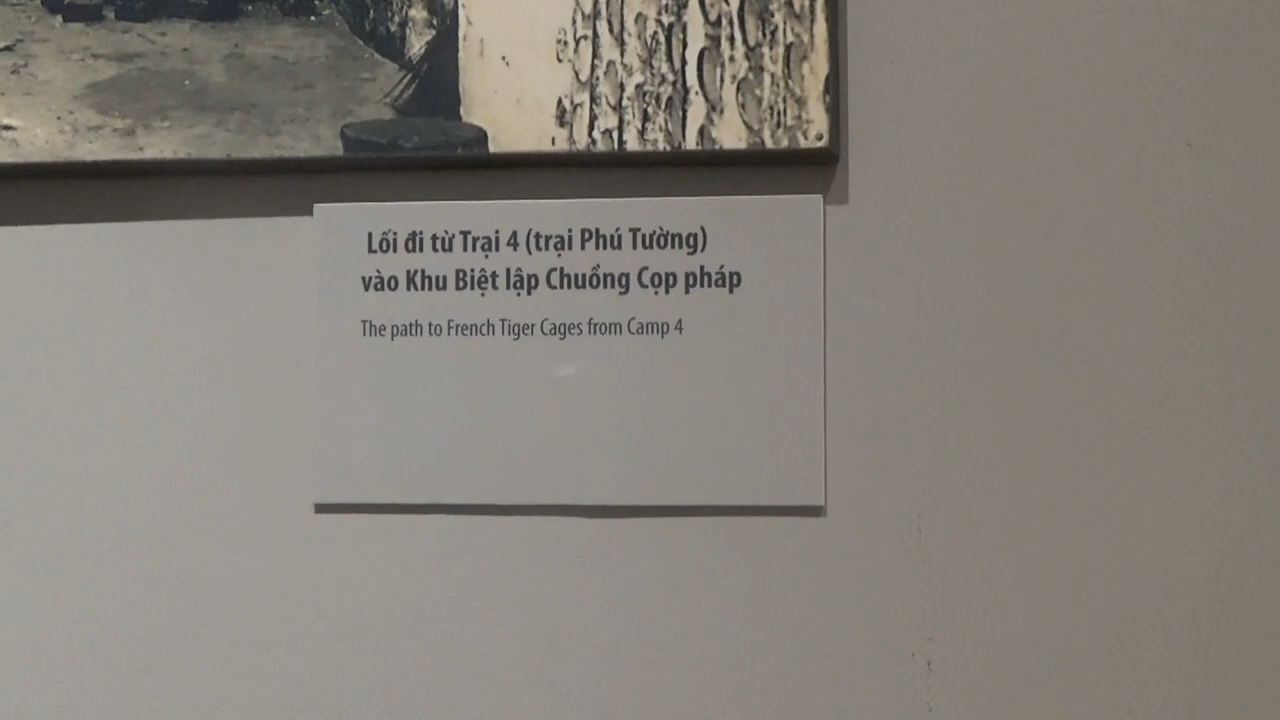 Lối đi từ Trại 4 (trại Phú Tường)
vào Khu Biệt lập Chuồng Cọp pháp
The path to French Tiger Cages from Camp 4